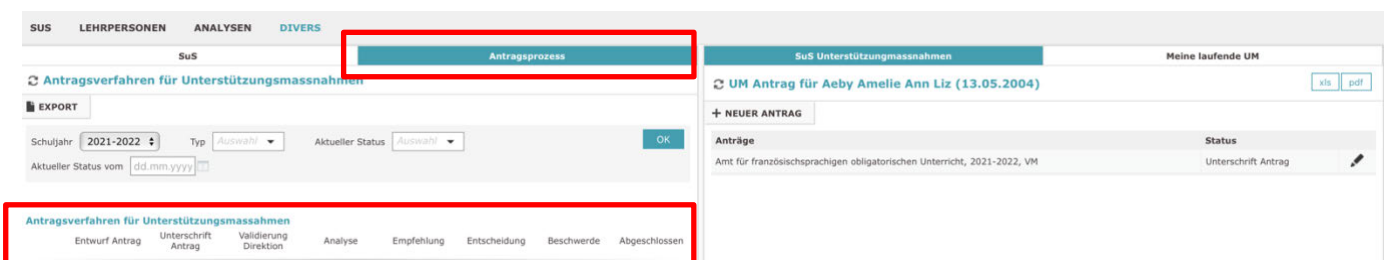 SUS LEHRPERSONEN ANALYSEN DIVERS
SuS Antragsprozess
Antragsverfahren für Unterstützungsmassnahmen
EXPORT
Schuljahr 2021-2022 Typ Auswahl Aktueller Status Auswahl OK
Aktueller Status vom dd.mm.yyyy
Antragsverfahren für Unterstützungsmassahmen
Entwurf Antrag Unterschrift Antrag Validierung Direktion Analyse Empfehlung Entscheidung Beschwerde Abgeschlossen
SuS Unterstützungmassnahmen Meine laufende UM
UM Antrag für Aeby Amelie Ann Liz (13.05.2004) xls pdf
+ NEUER ANTRAG
Anträge Status
Amt für französischsprachigen obligatorischen Unterricht, 2021-2022, VM Unterschrift Antrag